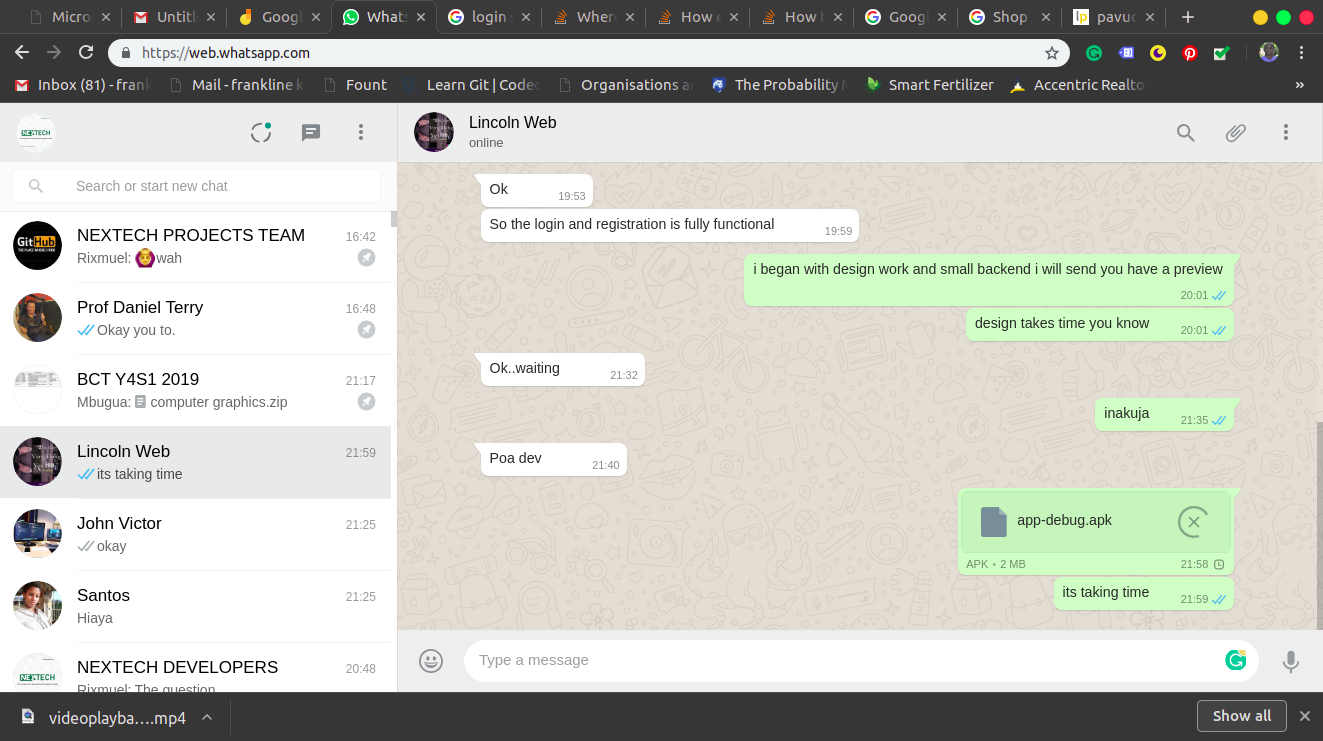 Micro
Untitl
Googl
Whats
login
Where
How
How t
Googl
Shop
lp pavuc
https://web.whatsapp.com
Inbox (81) - frank
Mail - frankline k
Fount
Learn Git | Codec
Organisations a
The Probability
Smart Fertilizer
Accentric Realto
»
NEXTECH
Search or start new chat
GitHub
NEXTECH PROJECTS TEAM
16:42
Rixmuel: wah
Prof Daniel Terry
16:48
Okay you to.
BCT Y4S1 2019
21:17
Mbugua: computer graphics.zip
Lincoln Web
21:59
its taking time
John Victor
21:25
okay
Santos
21:25
Hiaya
NEXTECH
NEXTECH DEVELOPERS
20:48
Rixmuel: The question
Lincoln Web
online
Ok
19:53
So the login and registration is fully functional
19:59
i began with design work and small backend i will send you have a preview
20:01
design takes time you know
20:01
Ok..waiting
21:32
inakuja
21:35
Poa dev
21:40
app-debug.apk
APK • 2 MB
21:58
its taking time
21:59
Type a message
videoplayba....mp4
Show all